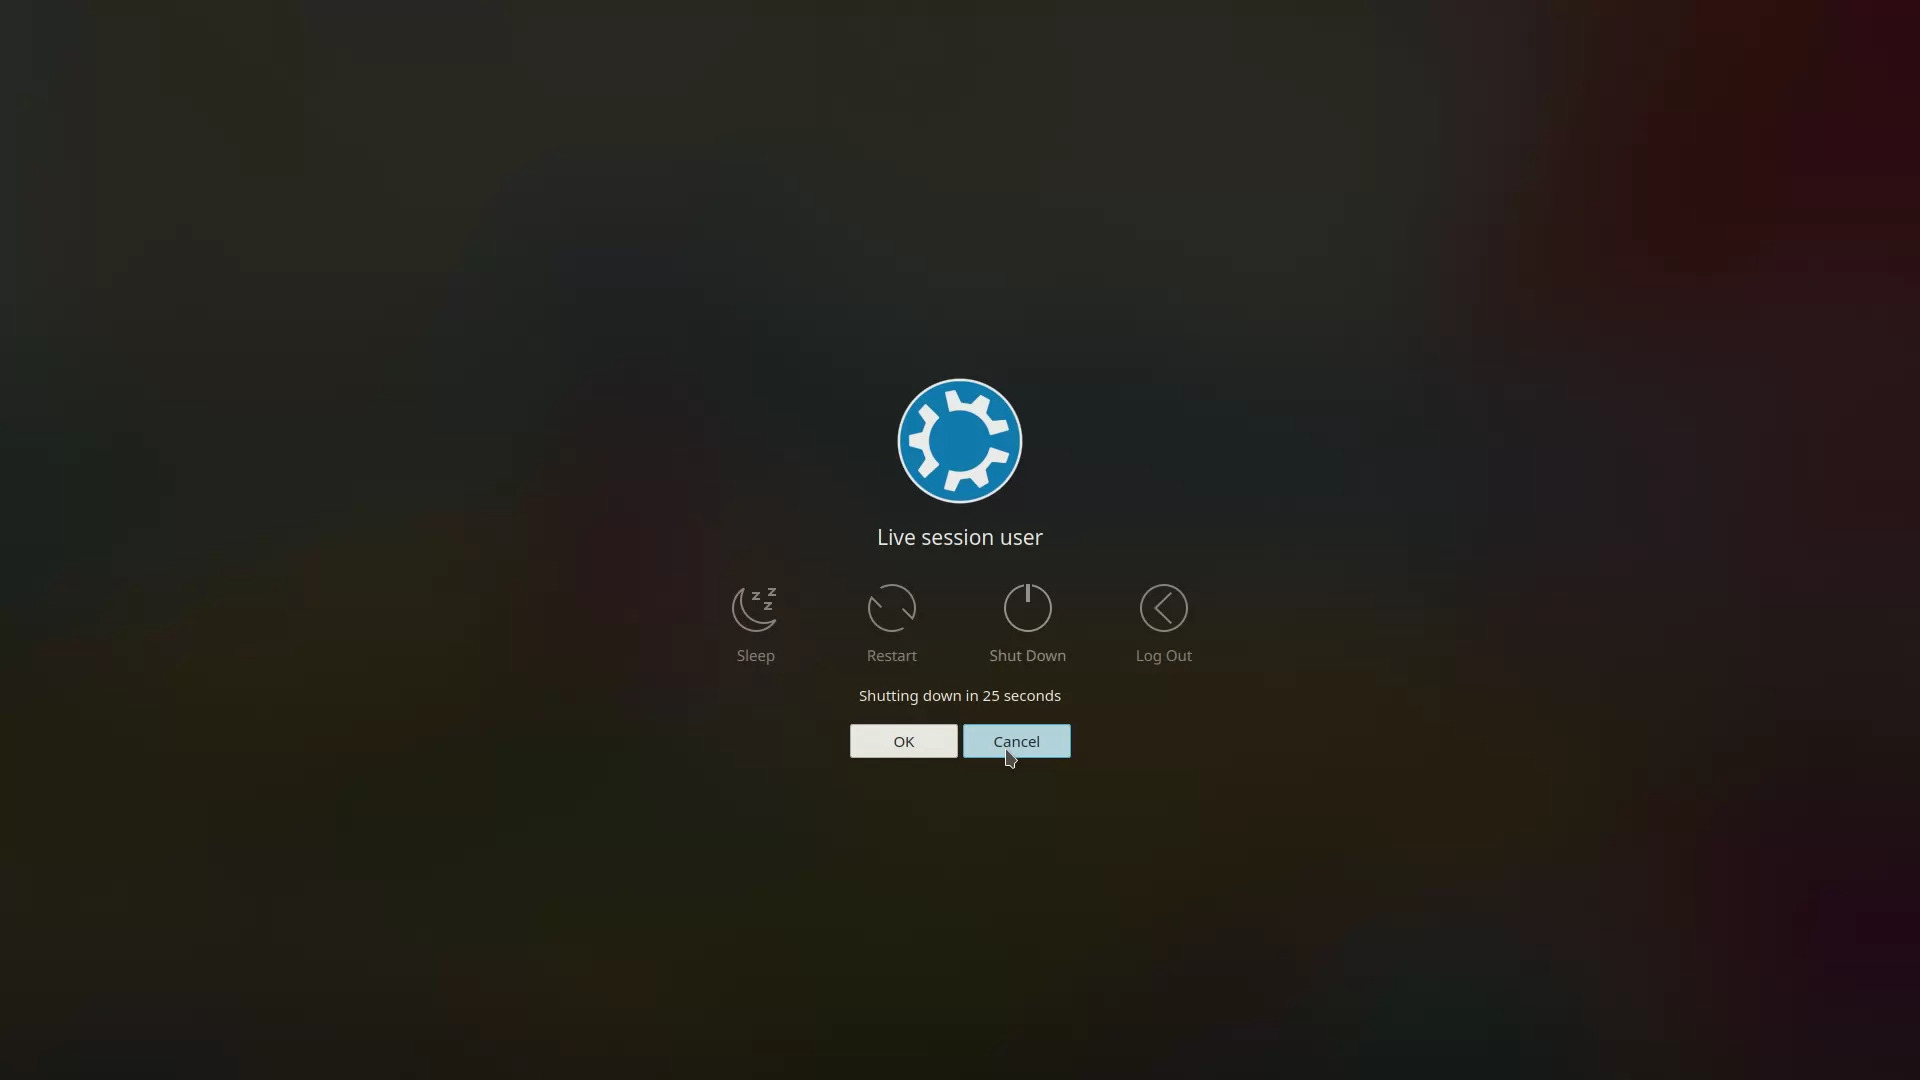 Live session user
Sleep
Restart
Shut Down
Log Out
Shutting down in 25 seconds
OK
Cancel